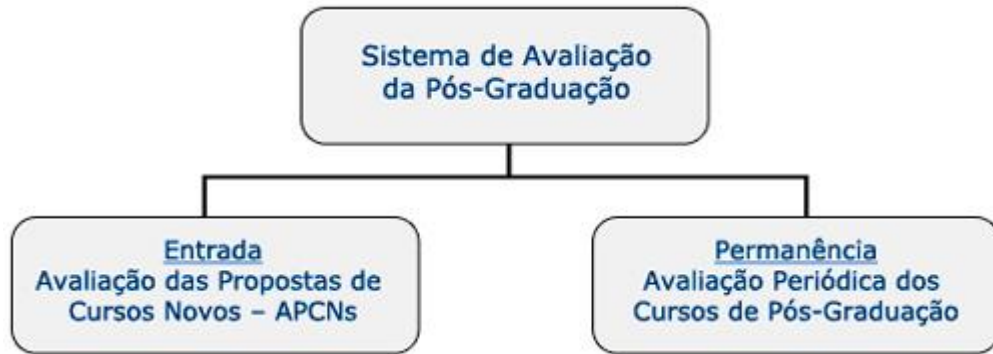 Sistema de Avaliação
da Pós-Graduação
Entrada
Avaliação das Propostas de
Cursos Novos – APCNs
Permanência
Avaliação Periódica dos
Cursos de Pós-Graduação